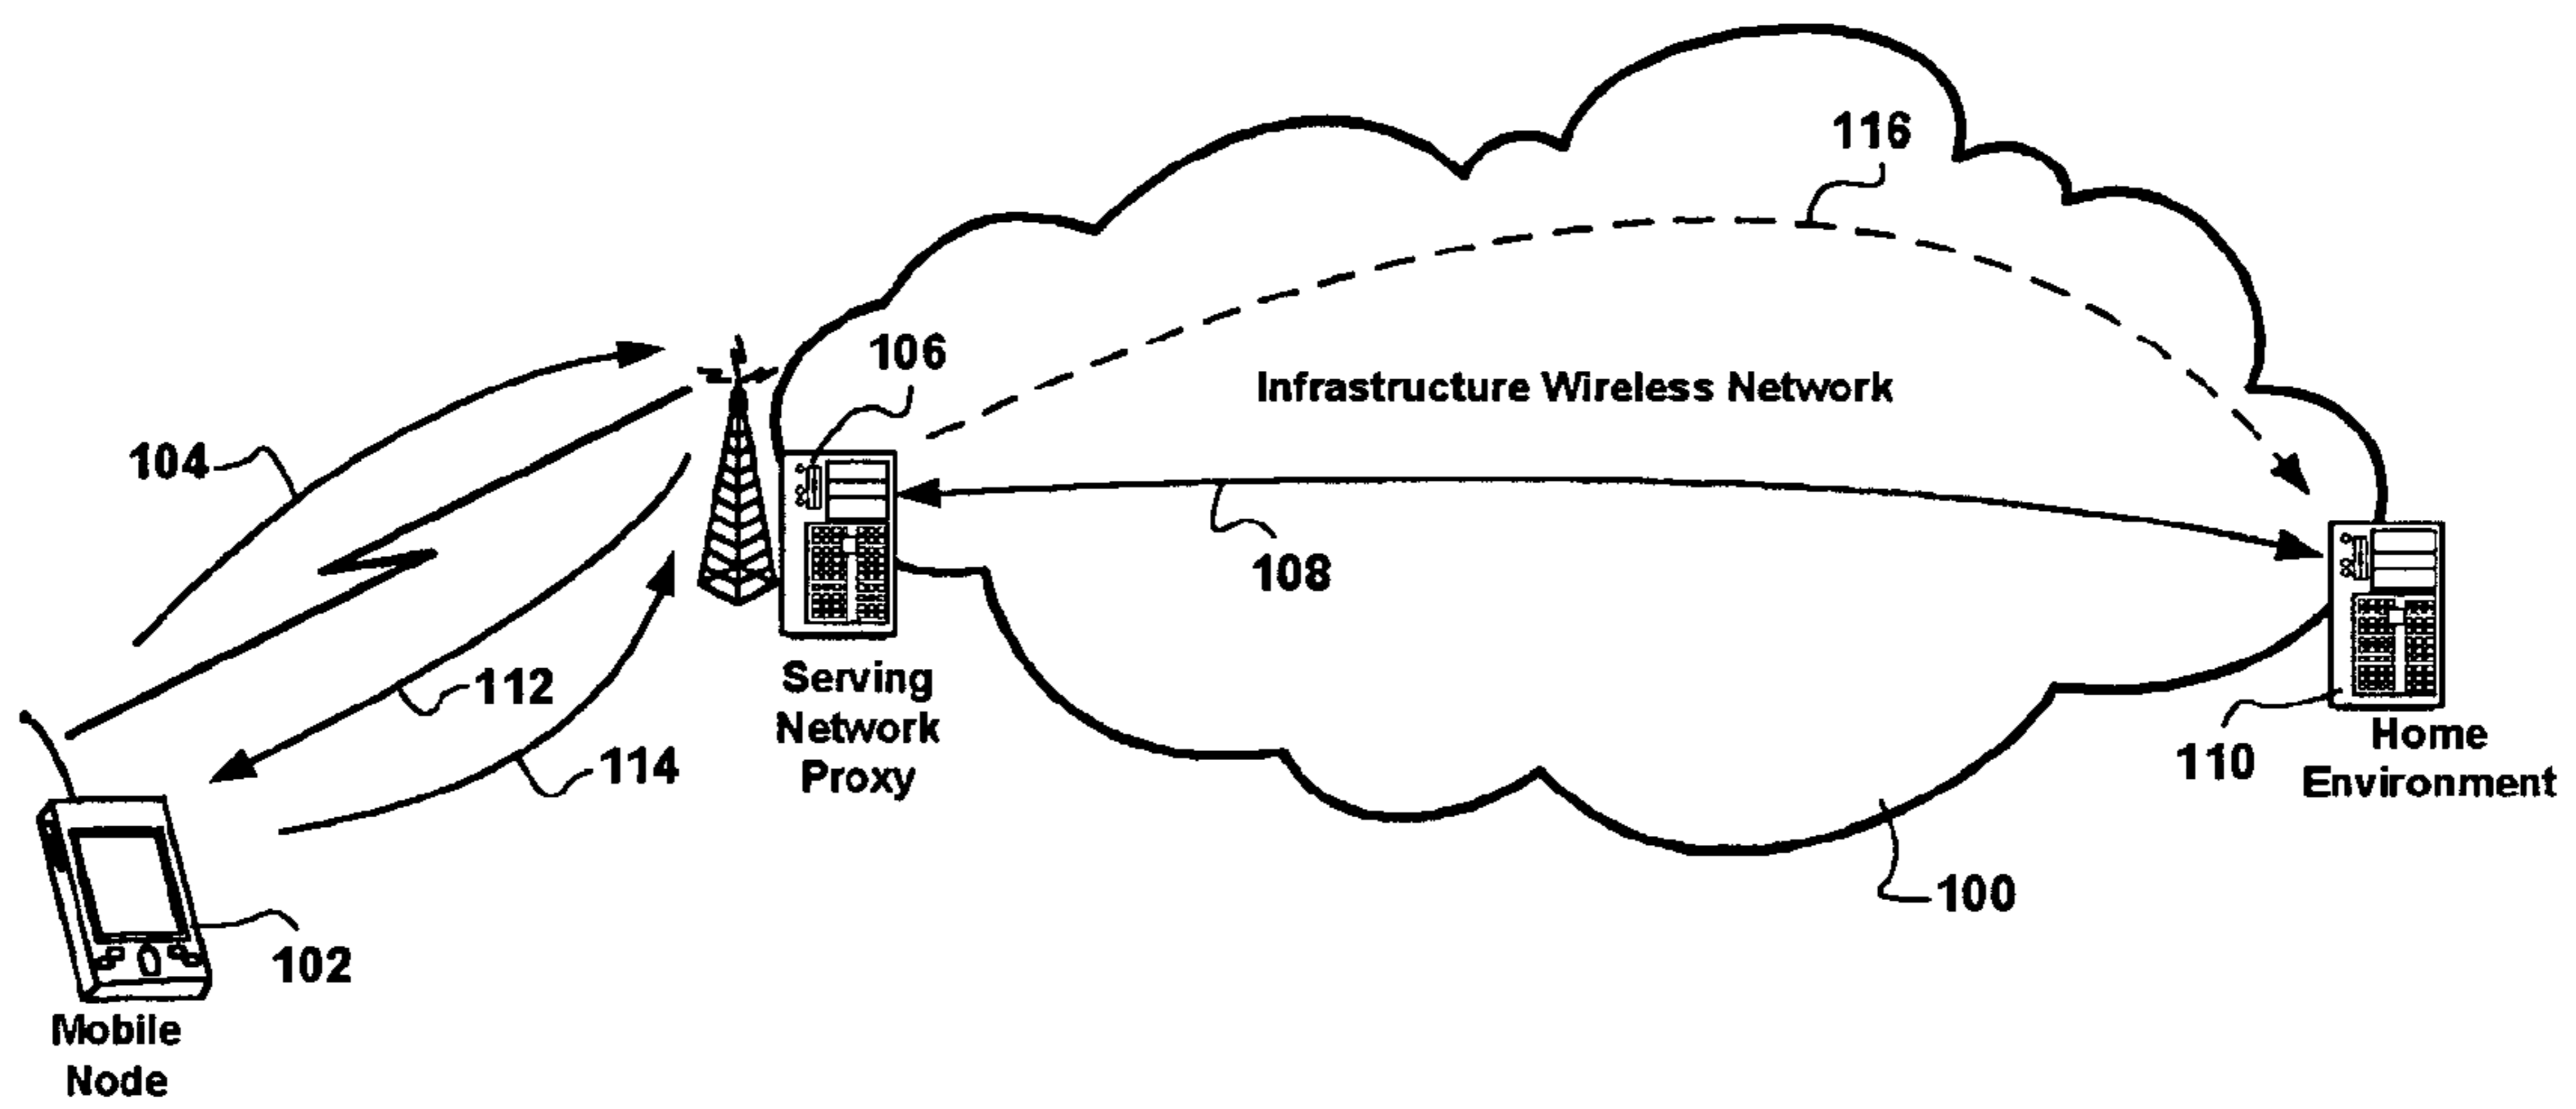 116
106
Infrastructure Wireless Network
104
108
Serving
Network
Proxy
112
114
110
Home
Environment
100
102
Mobile
Node